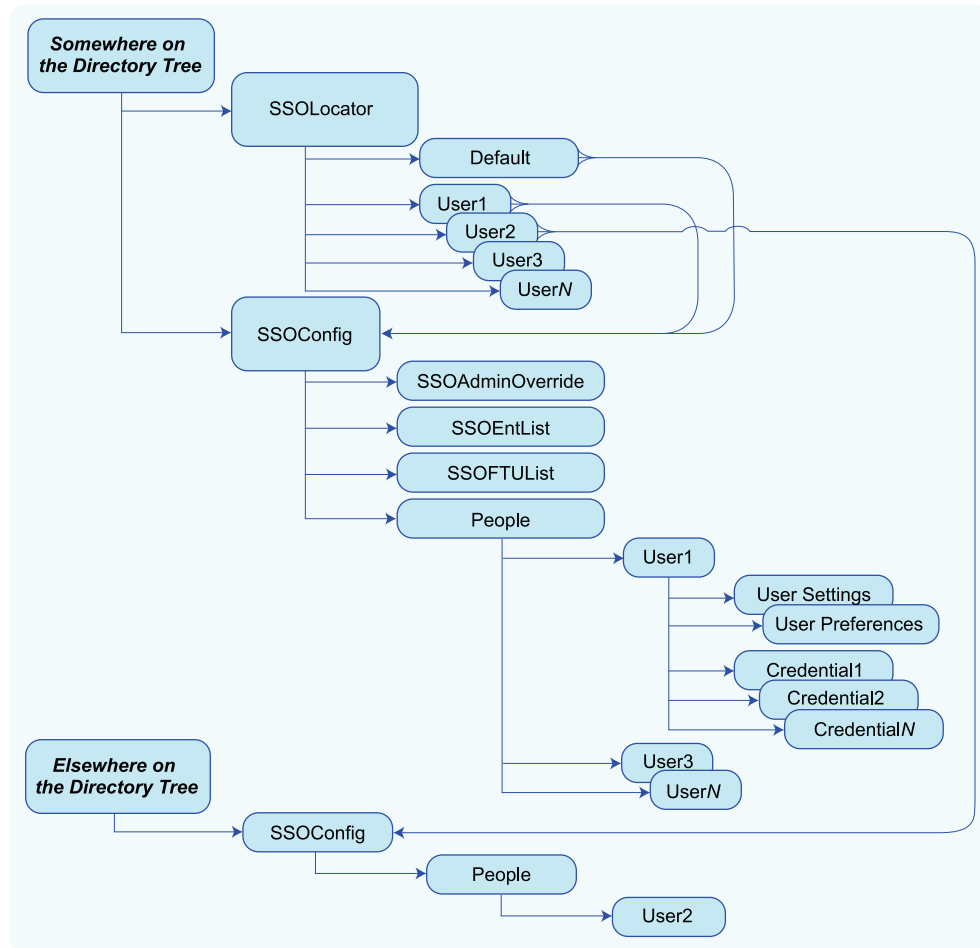 Somewhere on
the Directory Tree
SSOLocator
Default
User1
User2
User3
UserN
SSOConfig
SSOAdminOverride
SSOEntList
SSOFTUList
People
User1
User Settings
User Preferences
Credential1
Credential2
CredentialN
User3
UserN
Elsewhere on
the Directory Tree
SSOConfig
People
User2